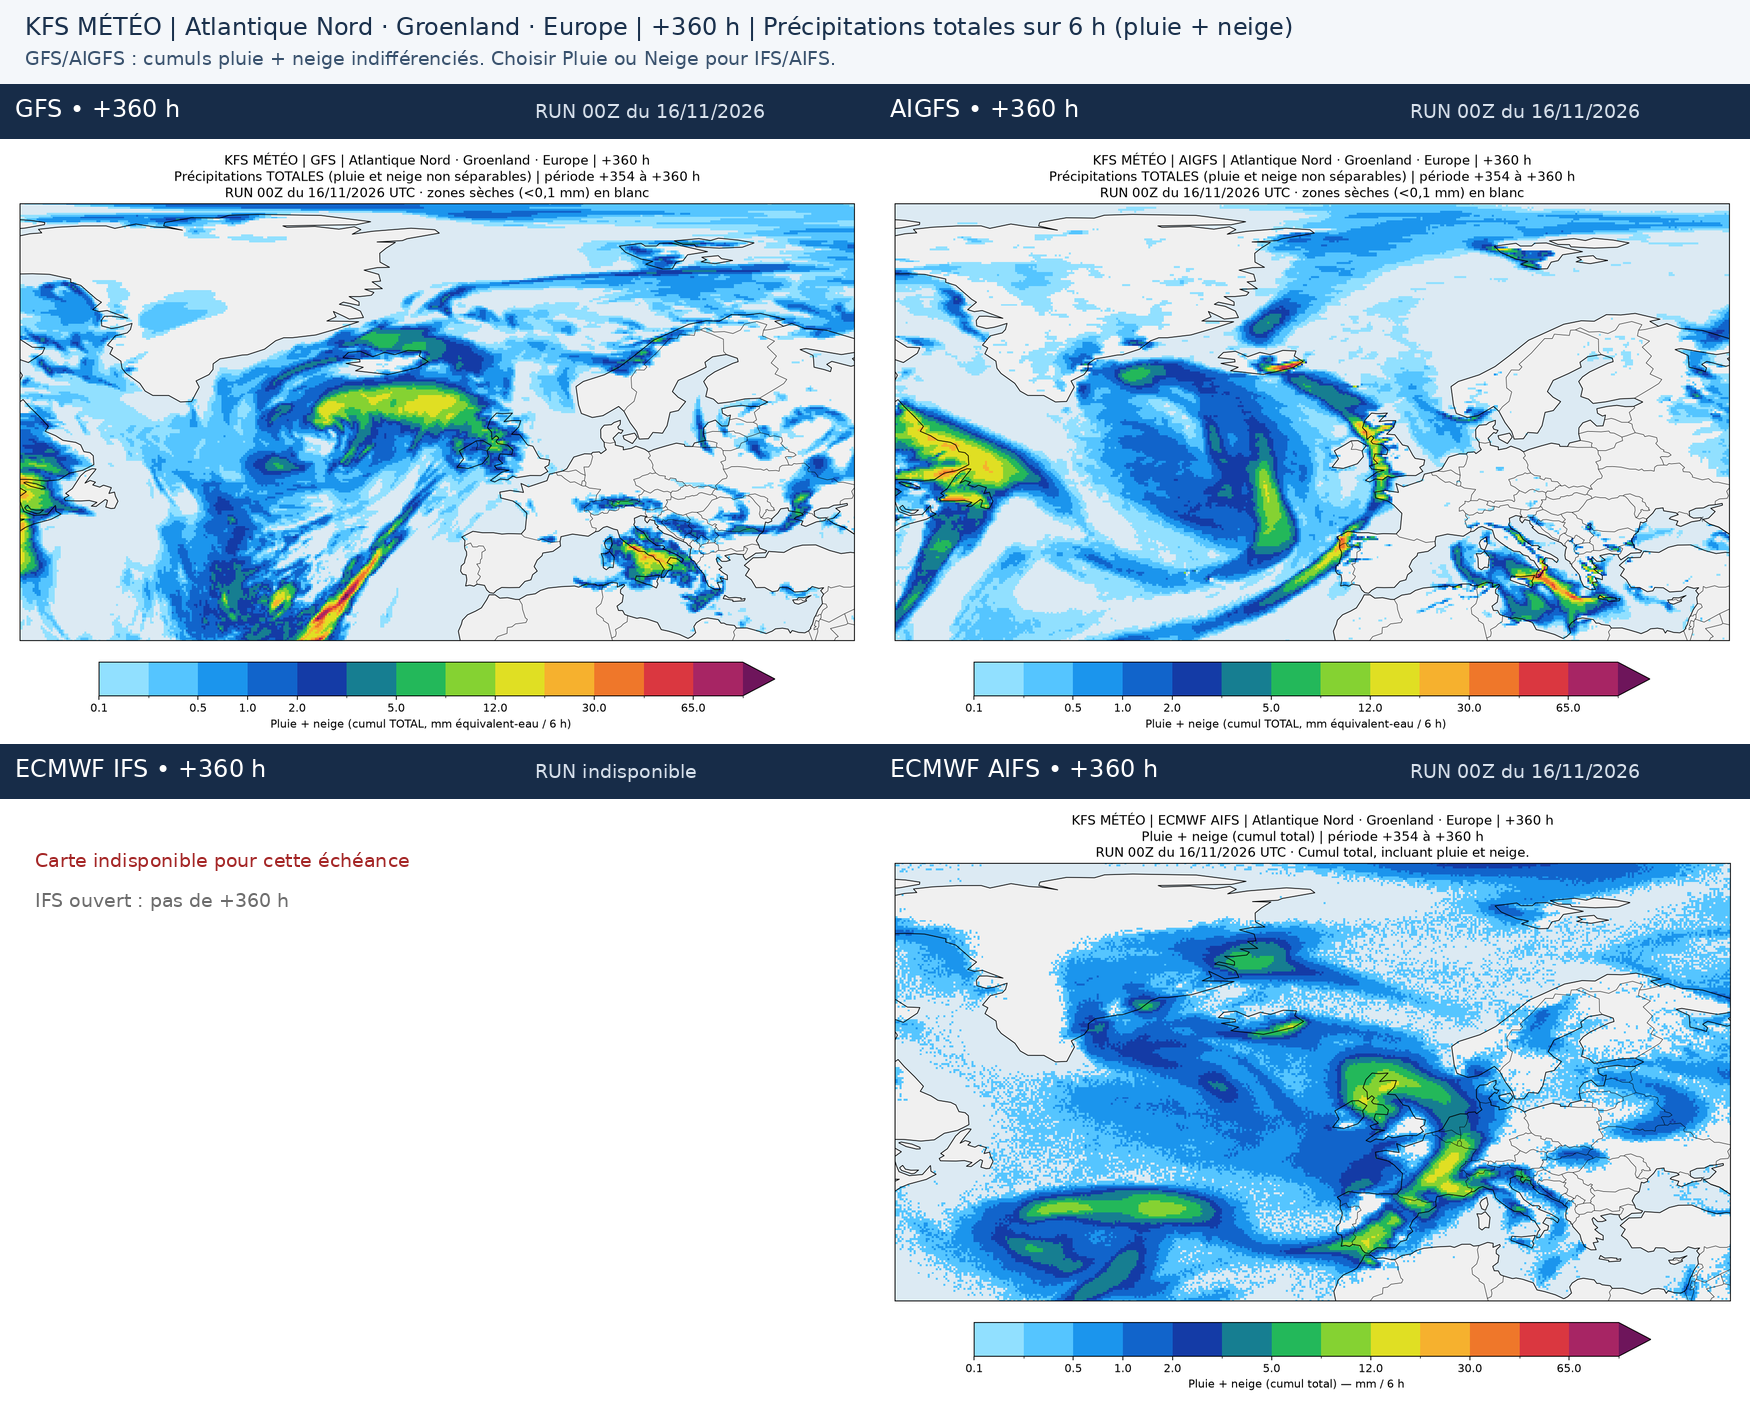 KFS MÉTÉO | Atlantique Nord · Groenland · Europe | +360 h | Précipitations totales sur 6 h (pluie + neige)
GFS/AIGFS : cumuls pluie + neige indifférenciés. Choisir Pluie ou Neige pour IFS/AIFS.
GFS • +360 h
RUN 00Z du 16/11/2026
AIGFS • +360 h
RUN 00Z du 16/11/2026
KFS MÉTÉO | GFS | Atlantique Nord · Groenland · Europe | +360 h
Précipitations TOTALES (pluie et neige non séparables) | période +354 à +360 h
RUN 00Z du 16/11/2026 UTC · zones sèches (<0,1 mm) en blanc
KFS MÉTÉO | AIGFS | Atlantique Nord · Groenland · Europe | +360 h
Précipitations TOTALES (pluie et neige non séparables) | période +354 à +360 h
RUN 00Z du 16/11/2026 UTC · zones sèches (<0,1 mm) en blanc
0.1 0.5 1.0 2.0 5.0 12.0 30.0 65.0
Pluie + neige (cumul TOTAL, mm équivalent-eau / 6 h)
0.1 0.5 1.0 2.0 5.0 12.0 30.0 65.0
Pluie + neige (cumul TOTAL, mm équivalent-eau / 6 h)
ECMWF IFS • +360 h
RUN indisponible
ECMWF AIFS • +360 h
RUN 00Z du 16/11/2026
Carte indisponible pour cette échéance
IFS ouvert : pas de +360 h
KFS MÉTÉO | ECMWF AIFS | Atlantique Nord · Groenland · Europe | +360 h
Pluie + neige (cumul total) | période +354 à +360 h
RUN 00Z du 16/11/2026 UTC · Cumul total, incluant pluie et neige.
0.1 0.5 1.0 2.0 5.0 12.0 30.0 65.0
Pluie + neige (cumul total) — mm / 6 h